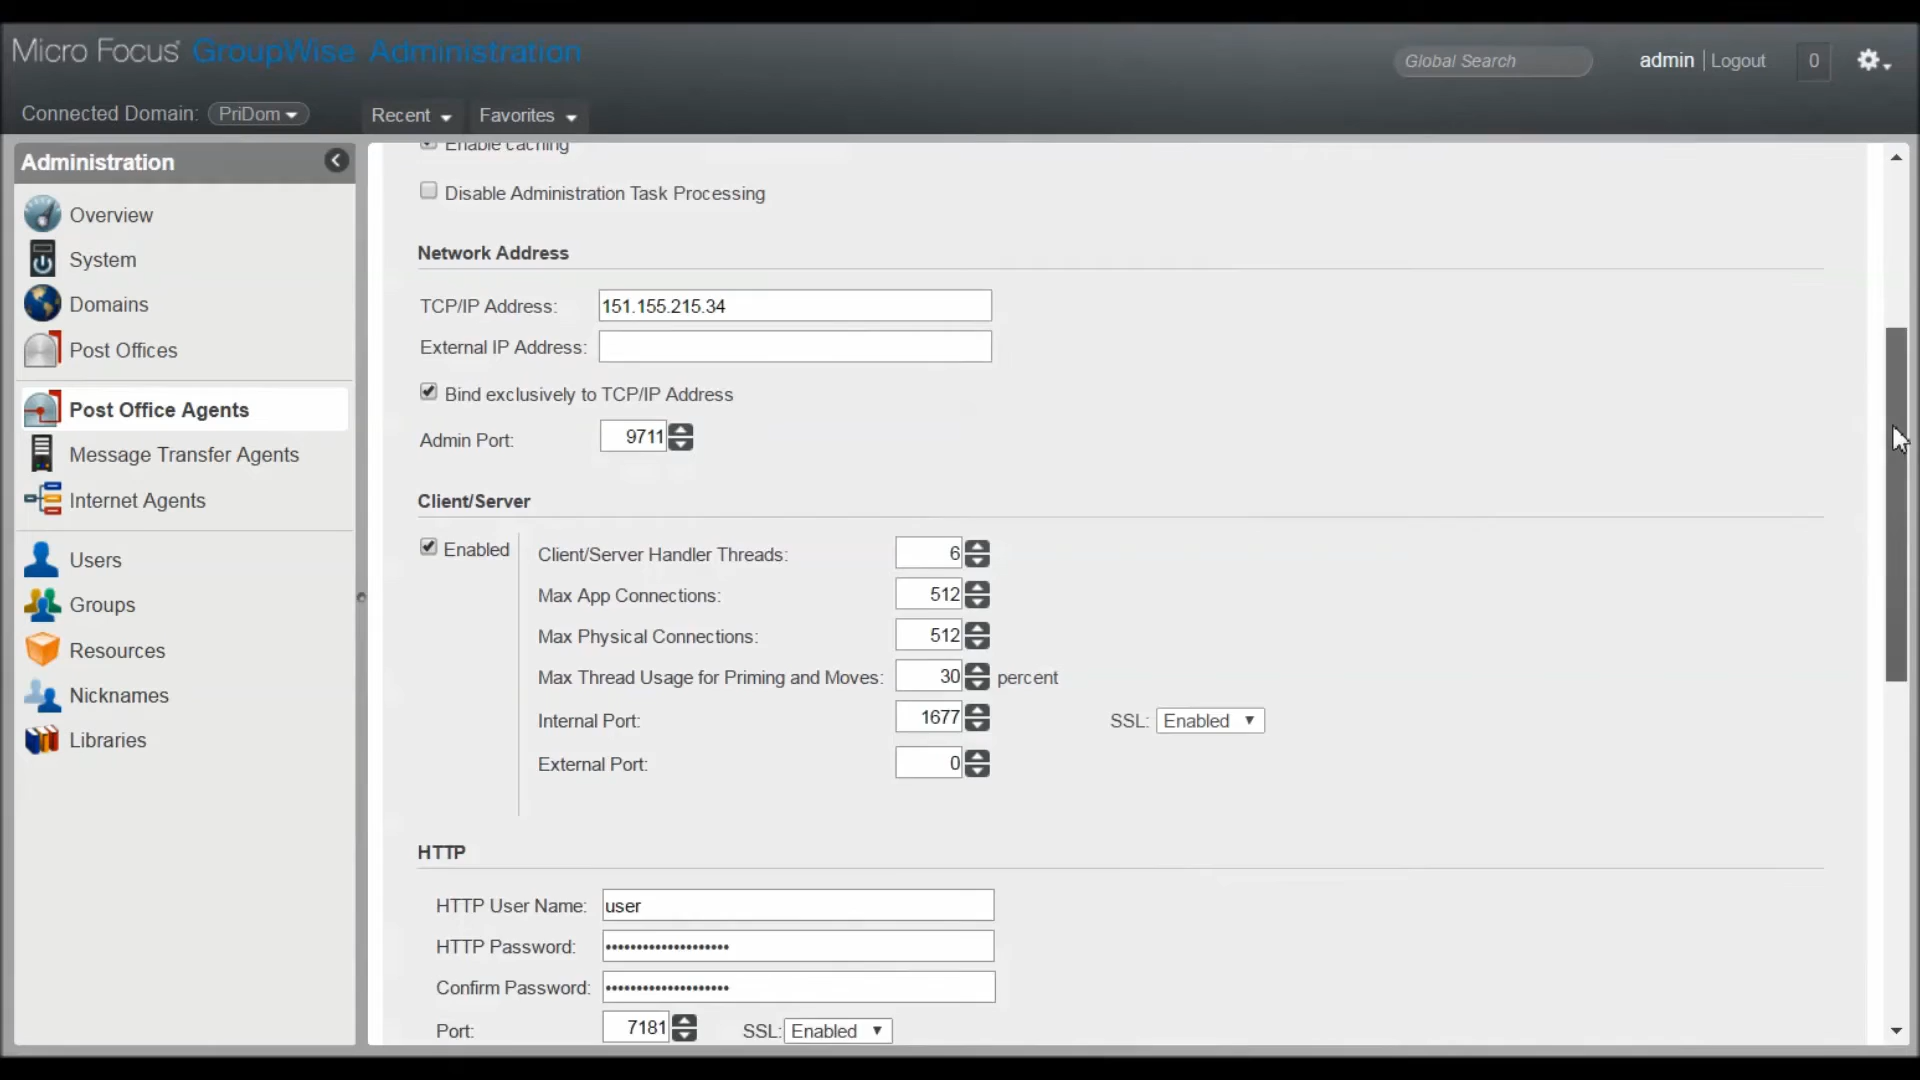 Micro Focus GroupWise Administration
Global Search
admin | Logout
0
Connected Domain: PriDom
Recent
Favorites
Administration
Overview
System
Domains
Post Offices
Post Office Agents
Message Transfer Agents
Internet Agents
Users
Groups
Resources
Nicknames
Libraries
Enable caching
Disable Administration Task Processing
Network Address
TCP/IP Address: 151.155.215.34
External IP Address:
Bind exclusively to TCP/IP Address
Admin Port: 9711
Client/Server
Enabled
Client/Server Handler Threads: 6
Max App Connections: 512
Max Physical Connections: 512
Max Thread Usage for Priming and Moves: 30 percent
Internal Port: 1677 SSL: Enabled
External Port: 0
HTTP
HTTP User Name: user
HTTP Password: ••••••••••••••••••••
Confirm Password: ••••••••••••••••••••
Port: 7181 SSL: Enabled